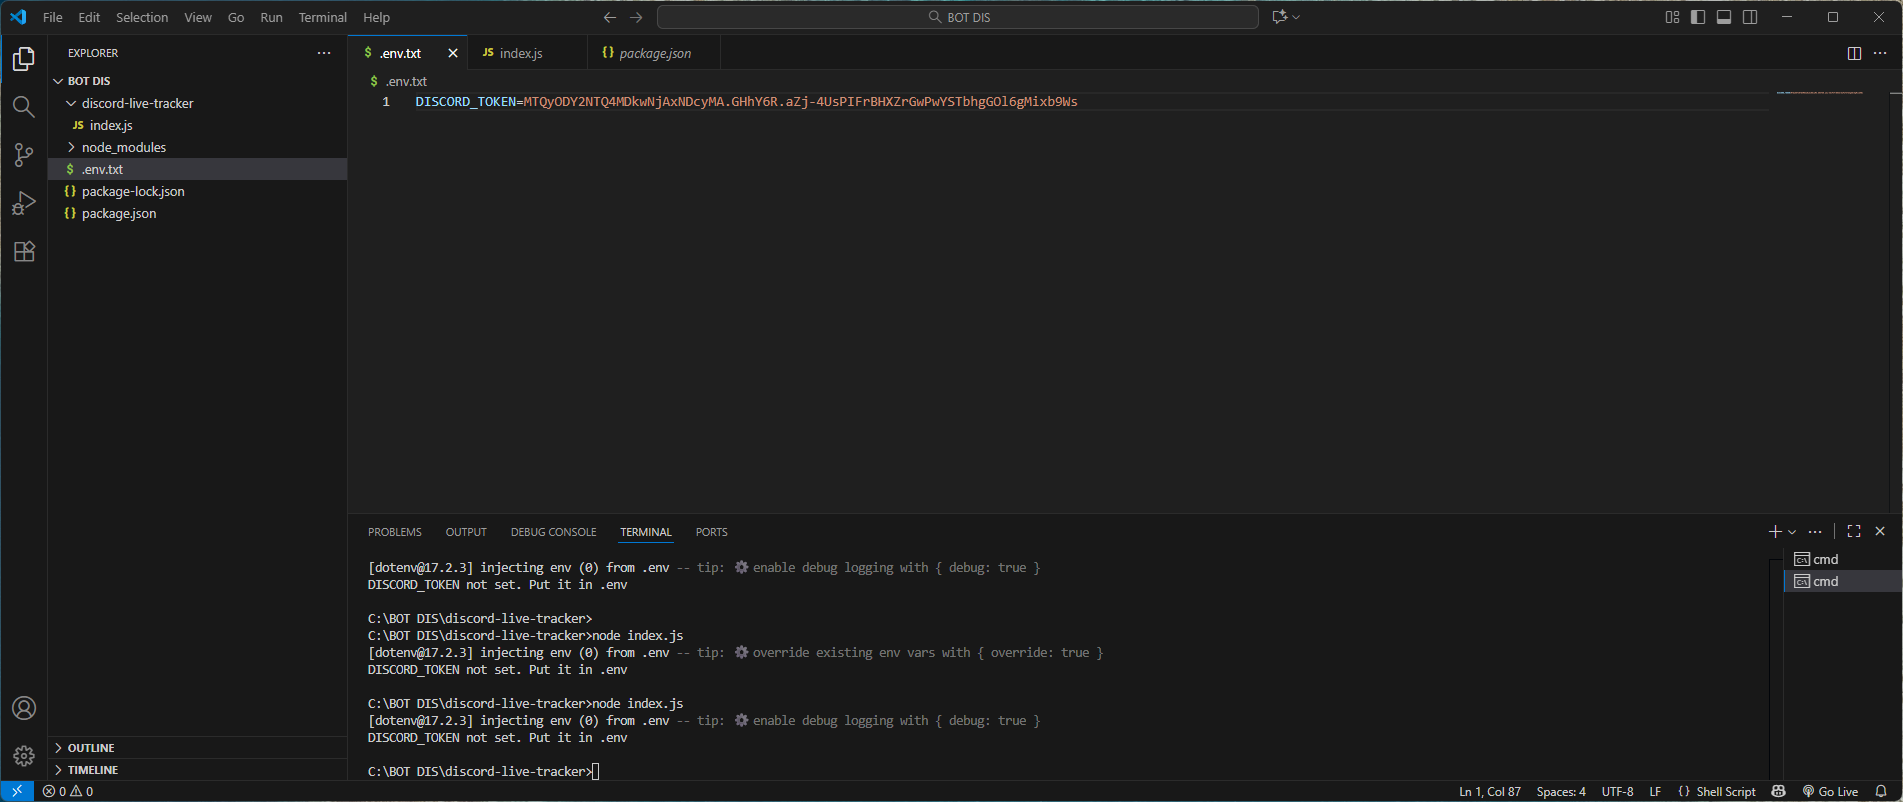 File Edit Selection View Go Run Terminal Help
BOT DIS
EXPLORER
BOT DIS
discord-live-tracker
JS index.js
node_modules
$ .env.txt
{} package-lock.json
{} package.json
OUTLINE
TIMELINE
$ .env.txt JS index.js {} package.json
$ .env.txt
1 DISCORD_TOKEN=MTQyODY2NTQ4MDkwNjAxNDcyMA.GHhY6R.aZj-4UsPIFrBHXZrGwPwYSTbhgGOl6gMixb9Ws
PROBLEMS OUTPUT DEBUG CONSOLE TERMINAL PORTS
[dotenv@17.2.3] injecting env (0) from .env -- tip: ⚙ enable debug logging with { debug: true }
DISCORD_TOKEN not set. Put it in .env
C:\BOT DIS\discord-live-tracker>
C:\BOT DIS\discord-live-tracker>node index.js
[dotenv@17.2.3] injecting env (0) from .env -- tip: ⚙ override existing env vars with { override: true }
DISCORD_TOKEN not set. Put it in .env
C:\BOT DIS\discord-live-tracker>node index.js
[dotenv@17.2.3] injecting env (0) from .env -- tip: ⚙ enable debug logging with { debug: true }
DISCORD_TOKEN not set. Put it in .env
C:\BOT DIS\discord-live-tracker>
cmd
cmd
0 0
Ln 1, Col 87 Spaces: 4 UTF-8 LF {} Shell Script Go Live